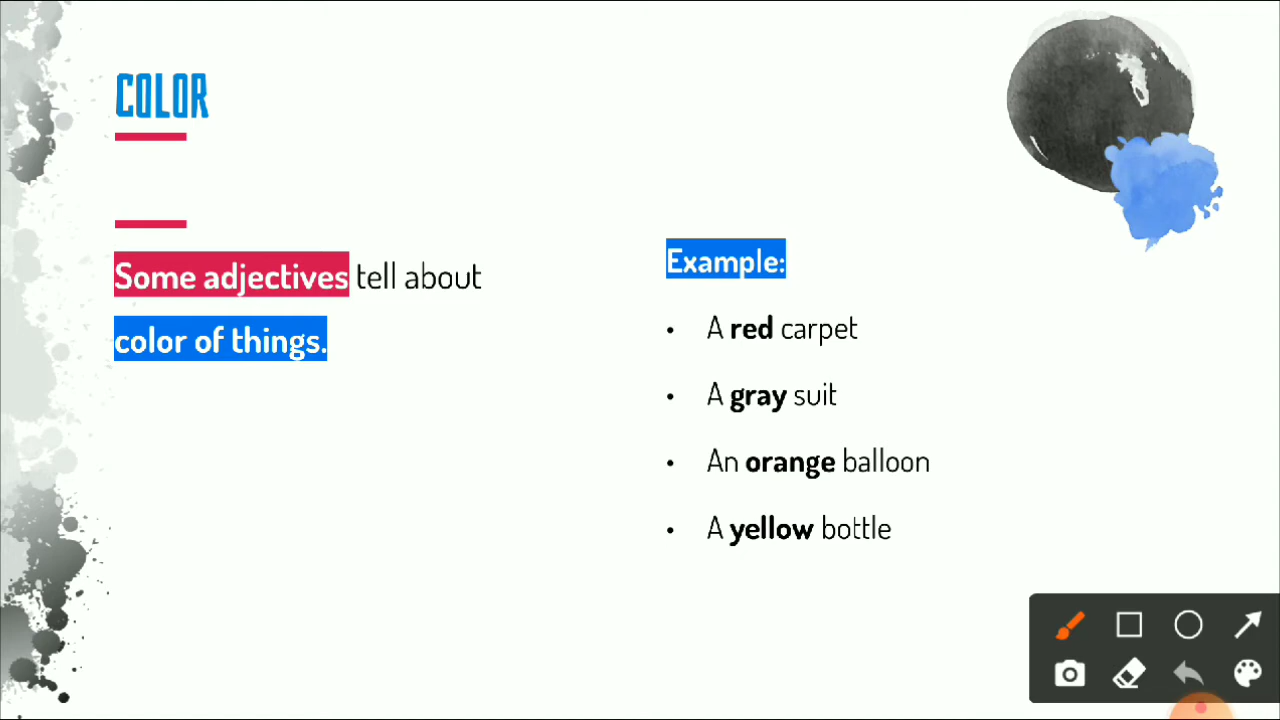 COLOR
Some adjectives tell about
color of things.
Example:
• A red carpet
• A gray suit
• An orange balloon
• A yellow bottle